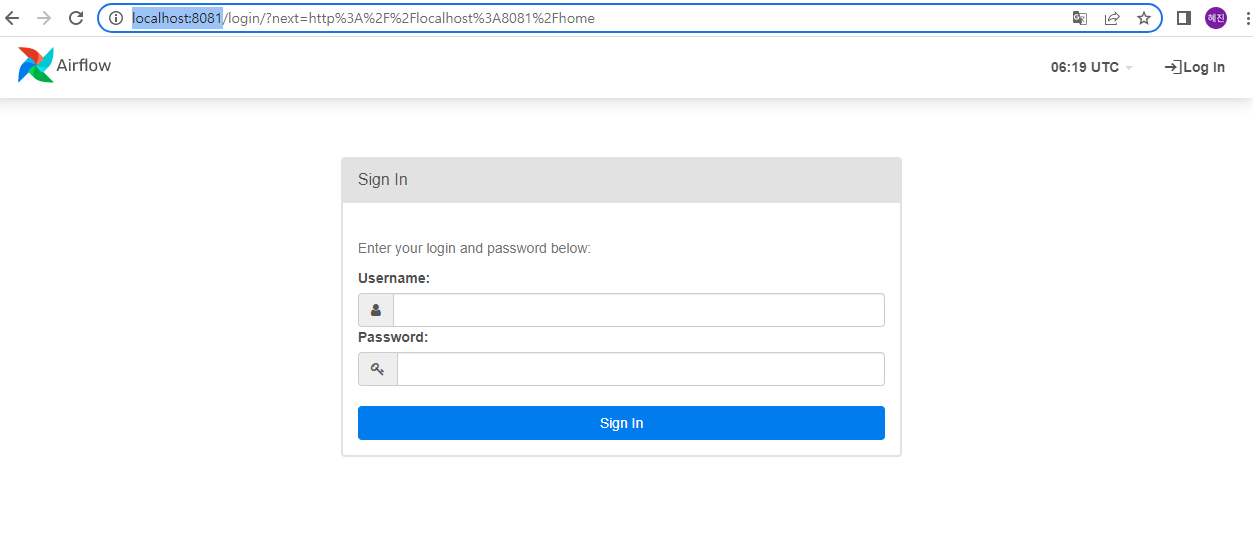 localhost:8081/login/?next=http%3A%2F%2Flocalhost%3A8081%2Fhome
혜진
Airflow
06:19 UTC
Log In
Sign In
Enter your login and password below:
Username:
Password:
Sign In